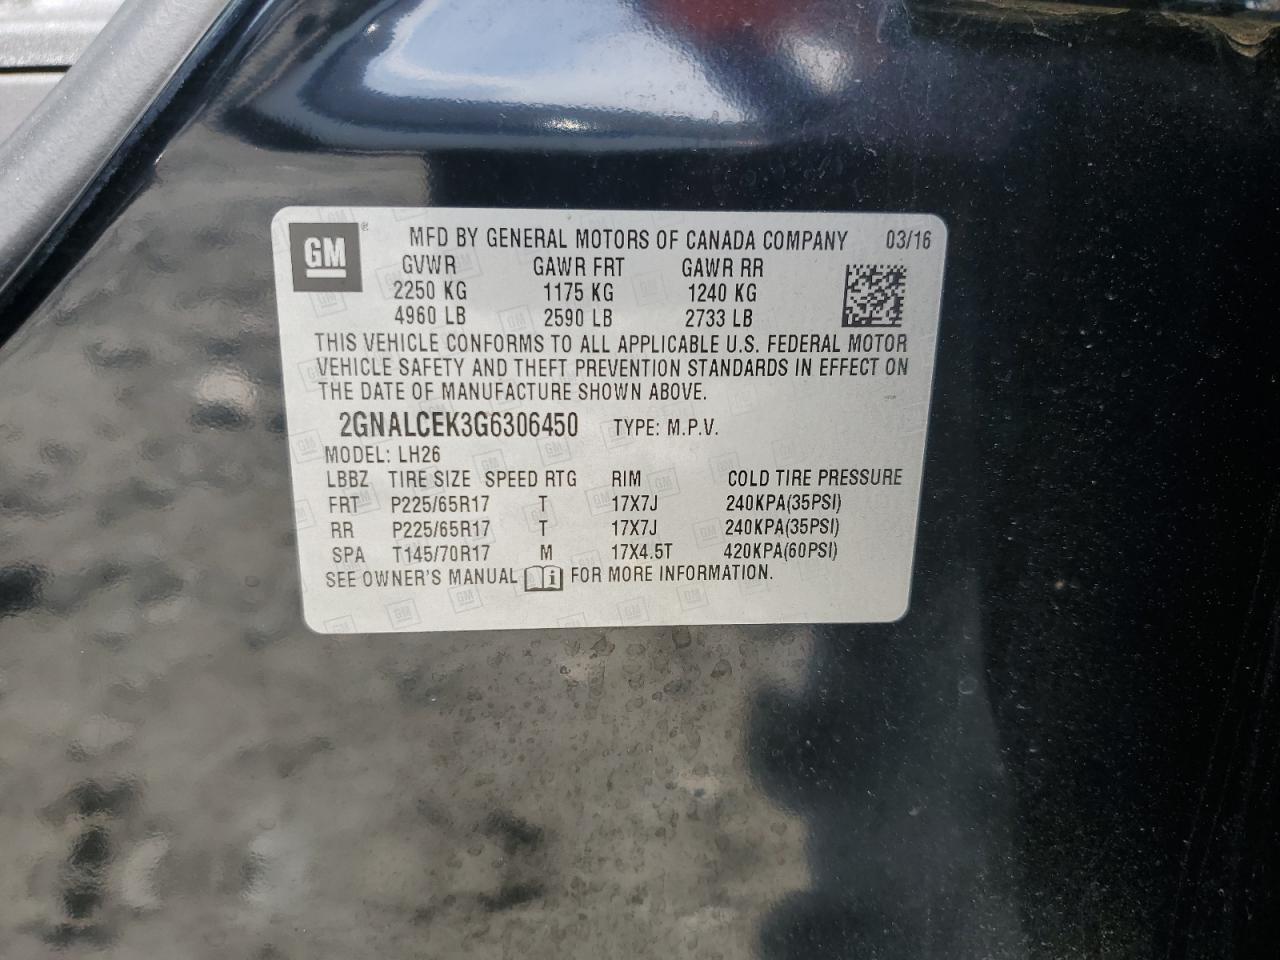 GM ® MFD BY GENERAL MOTORS OF CANADA COMPANY 03/16
GVWR GAWR FRT GAWR RR
2250 KG 1175 KG 1240 KG
4960 LB 2590 LB 2733 LB
THIS VEHICLE CONFORMS TO ALL APPLICABLE U.S. FEDERAL MOTOR
VEHICLE SAFETY AND THEFT PREVENTION STANDARDS IN EFFECT ON
THE DATE OF MANUFACTURE SHOWN ABOVE.
2GNALCEK3G6306450 TYPE: M.P.V.
MODEL: LH26
LBBZ TIRE SIZE SPEED RTG RIM COLD TIRE PRESSURE
FRT P225/65R17 T 17X7J 240KPA(35PSI)
RR P225/65R17 T 17X7J 240KPA(35PSI)
SPA T145/70R17 M 17X4.5T 420KPA(60PSI)
SEE OWNER'S MANUAL FOR MORE INFORMATION.